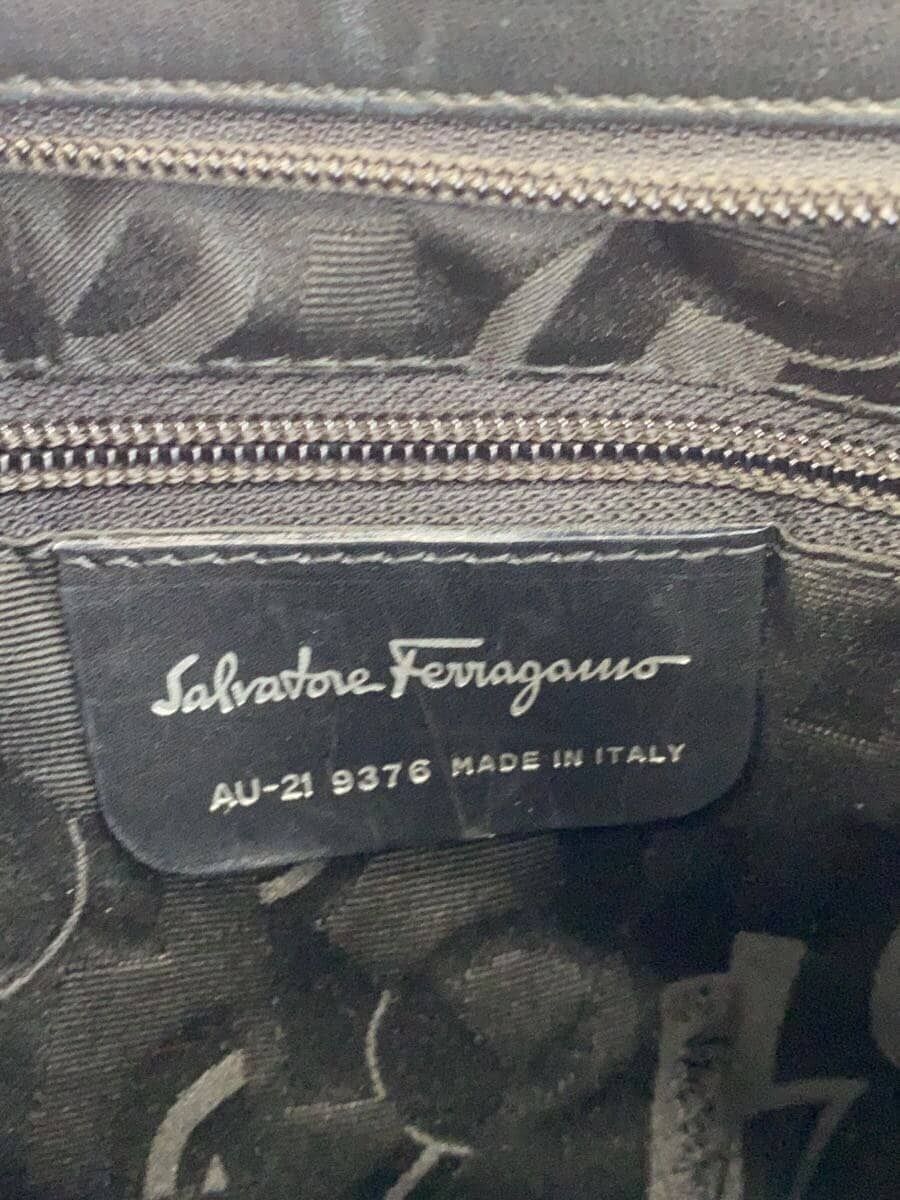 Salvatore Ferragamo
AU-21 9376 MADE IN ITALY